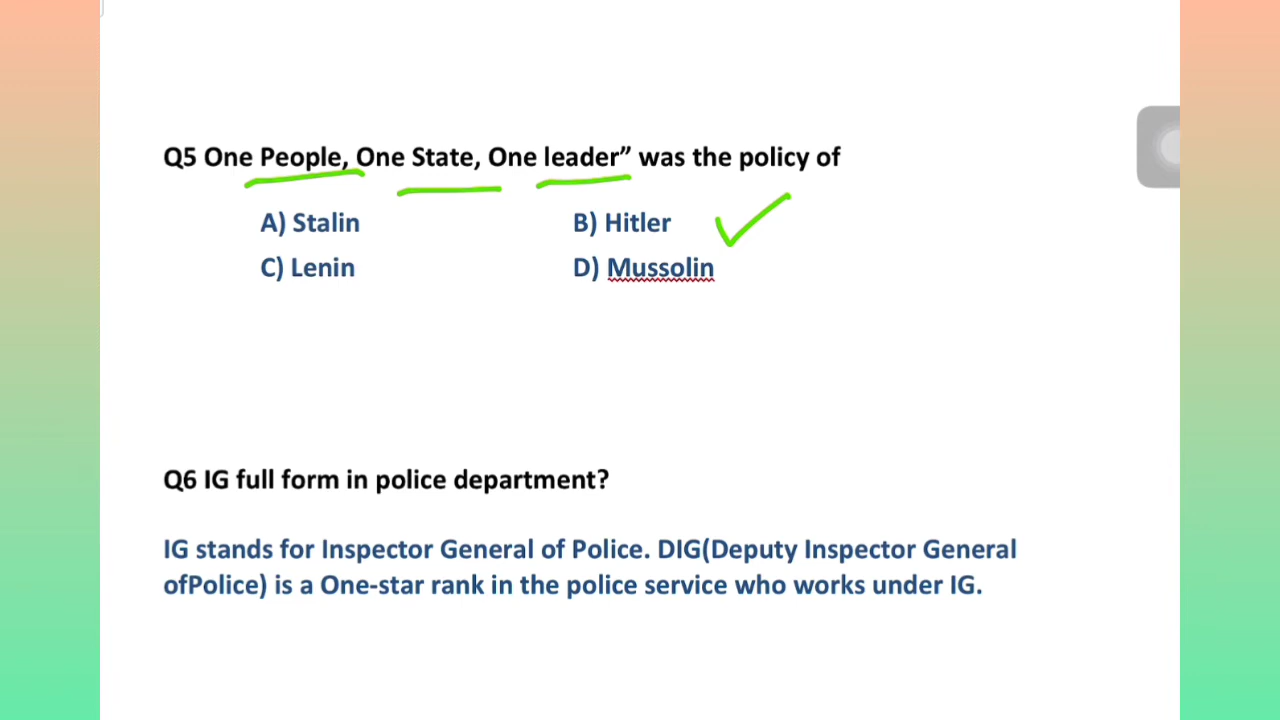 Q5 One People, One State, One leader” was the policy of
A) Stalin B) Hitler
C) Lenin D) Mussolin
Q6 IG full form in police department?
IG stands for Inspector General of Police. DIG(Deputy Inspector General
ofPolice) is a One-star rank in the police service who works under IG.